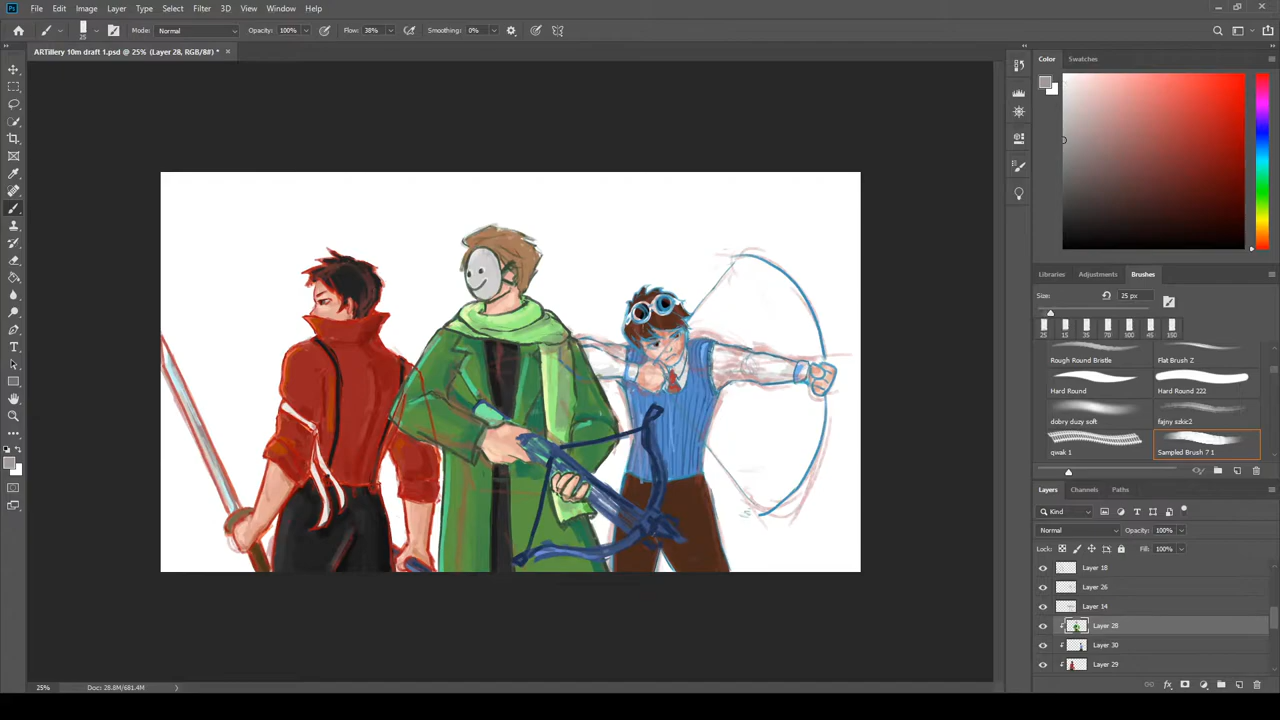 Ps File Edit Image Layer Type Select Filter 3D View Window Help
25 Mode: Normal Opacity: 100% Flow: 38% Smoothing: 0%
ARTillery 10m draft 1.psd @ 25% (Layer 28, RGB/8#) * ×
Color Swatches
Libraries Adjustments Brushes
Size: 25 px
25 15 35 70 100 45 150
Rough Round Bristle Flat Brush Z
Hard Round Hard Round 222
dobry duzy soft fajny szkic2
qwak 1 Sampled Brush 7 1
Layers Channels Paths
Kind
Normal Opacity: 100%
Lock: Fill: 100%
Layer 18
Layer 26
Layer 14
Layer 28
Layer 30
Layer 29
25% Doc: 28.8M/681.4M